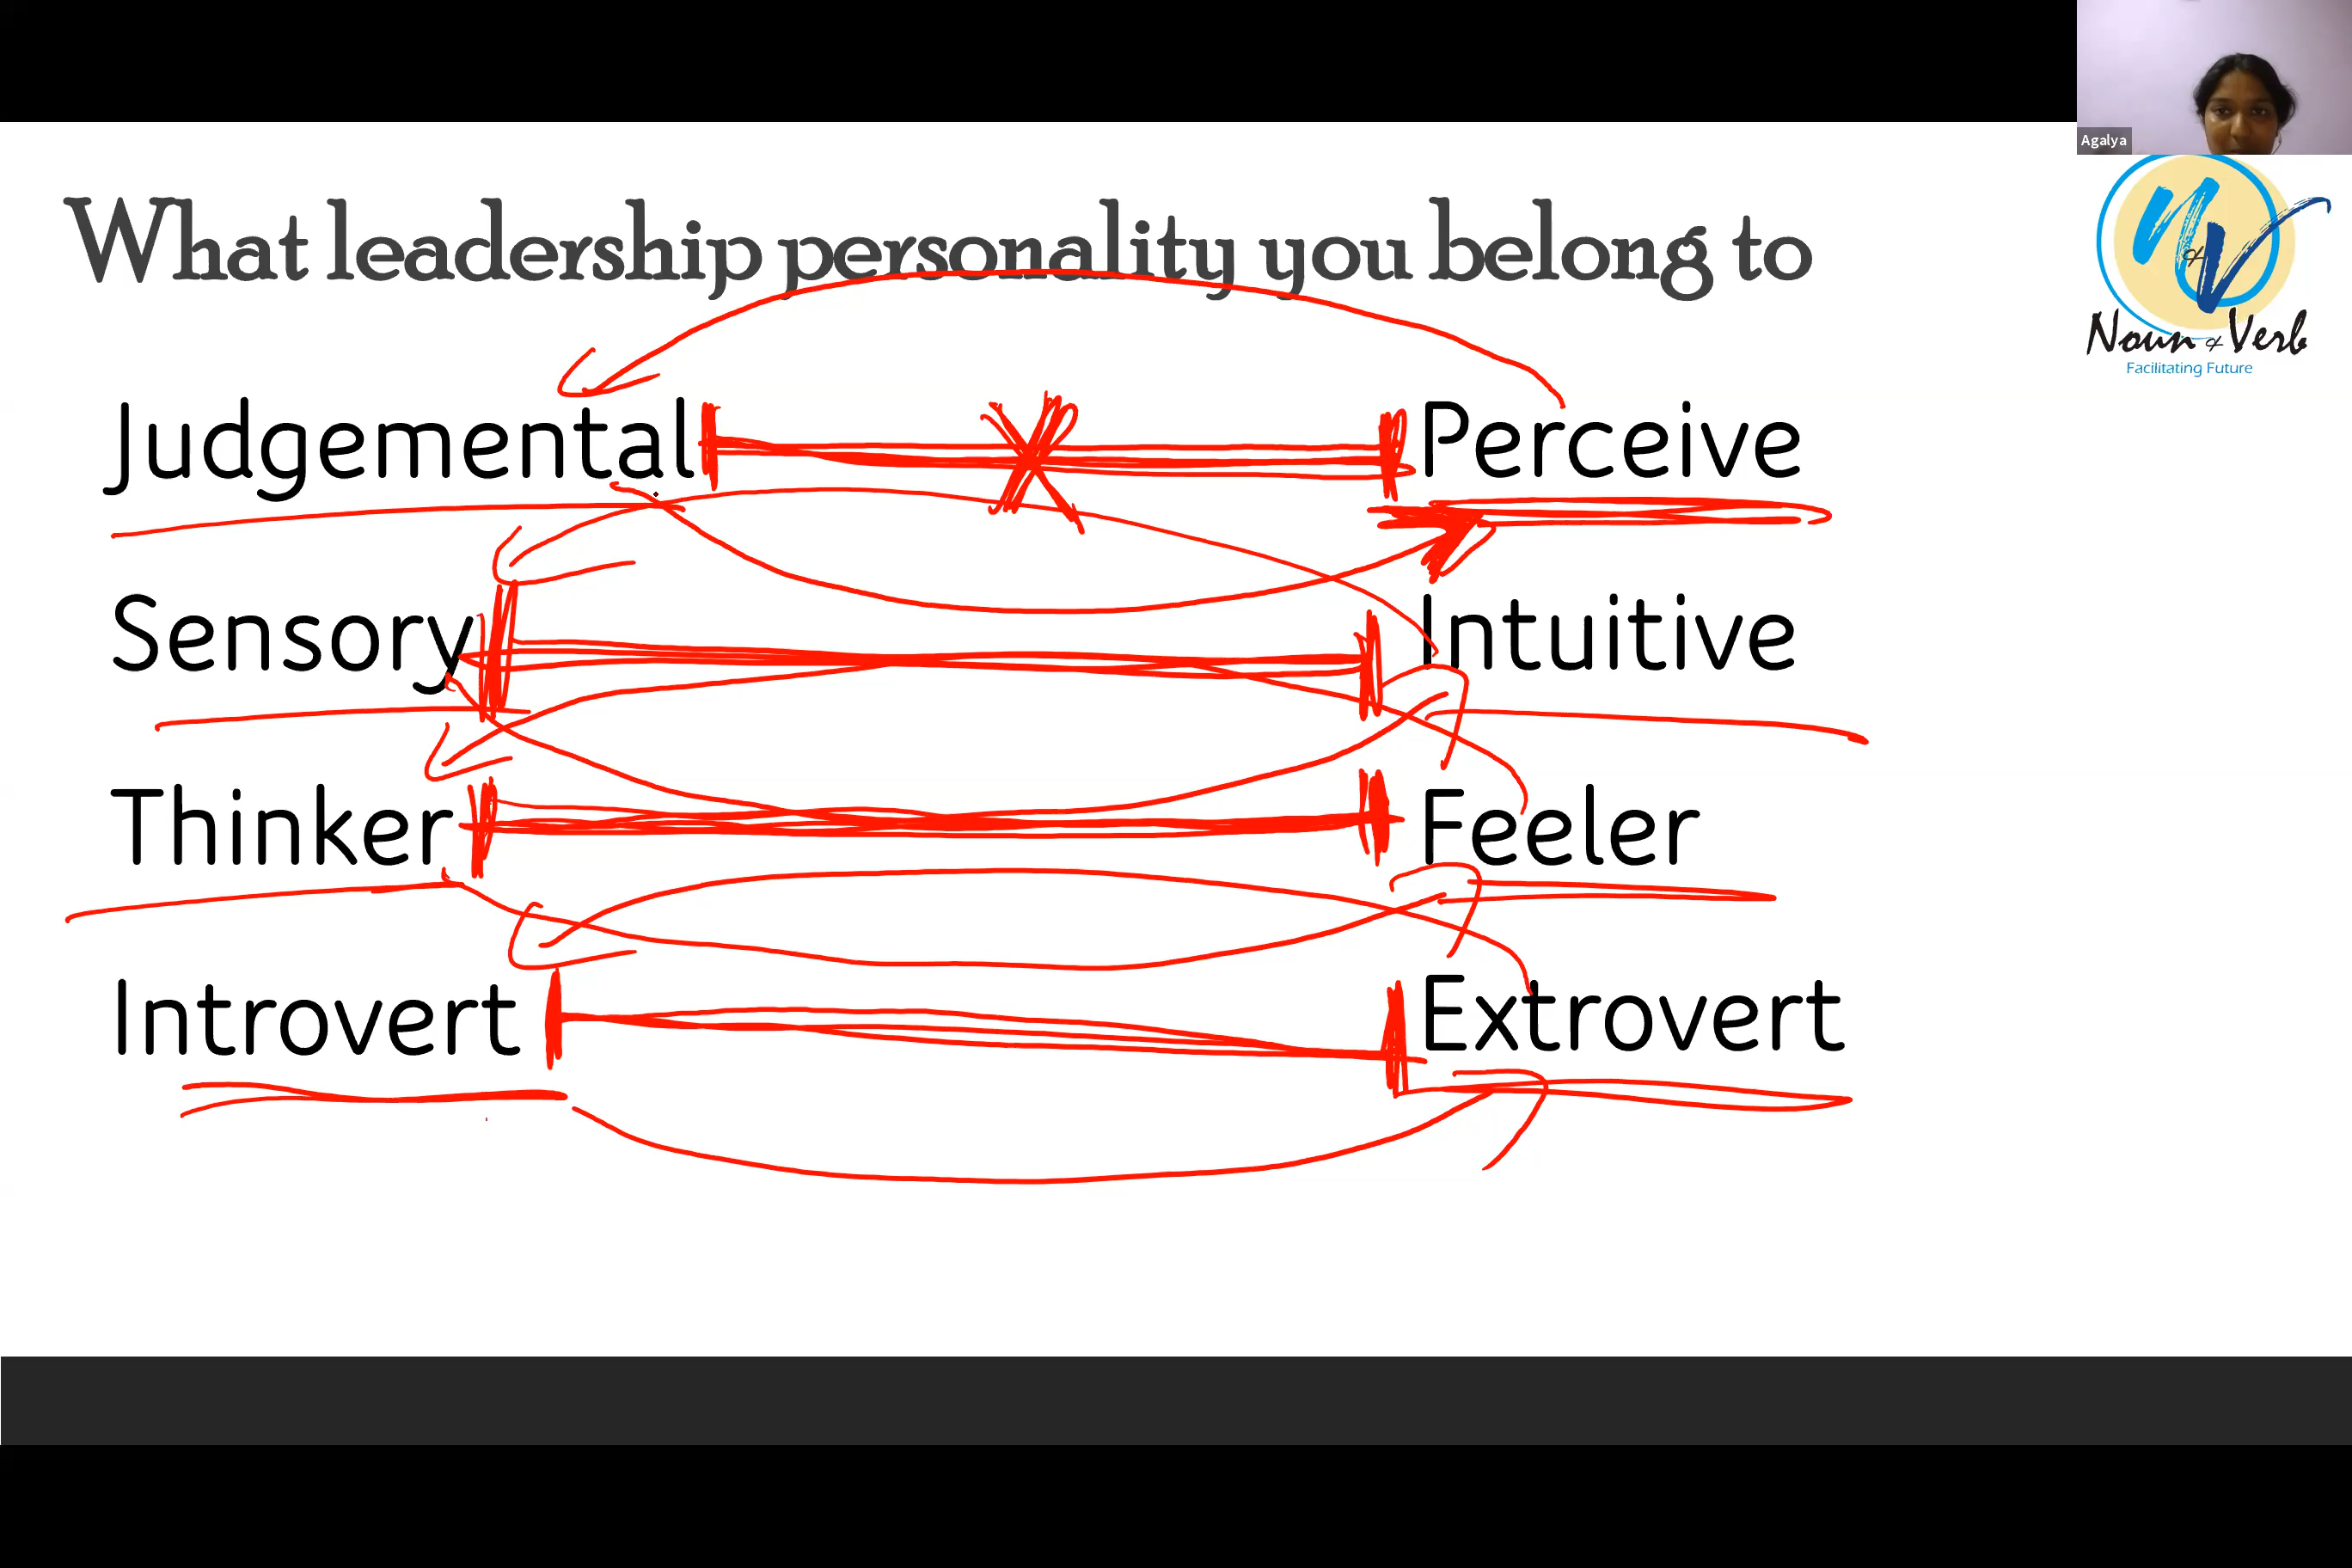 Agalya
What leadership personality you belong to
n & V
Noun & Verb
Facilitating Future
Judgemental Perceive
Sensory Intuitive
Thinker Feeler
Introvert Extrovert